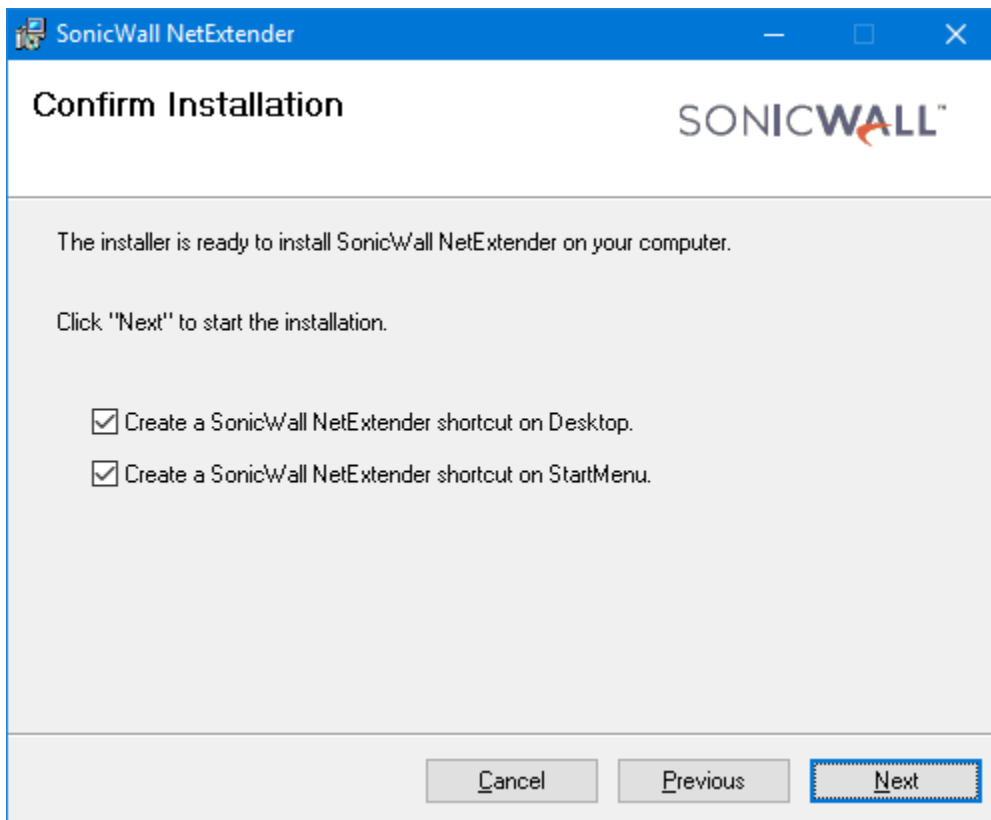 SonicWall NetExtender
Confirm Installation
SONICWALL™
The installer is ready to install SonicWall NetExtender on your computer.
Click "Next" to start the installation.
Create a SonicWall NetExtender shortcut on Desktop.
Create a SonicWall NetExtender shortcut on StartMenu.
Cancel Previous Next